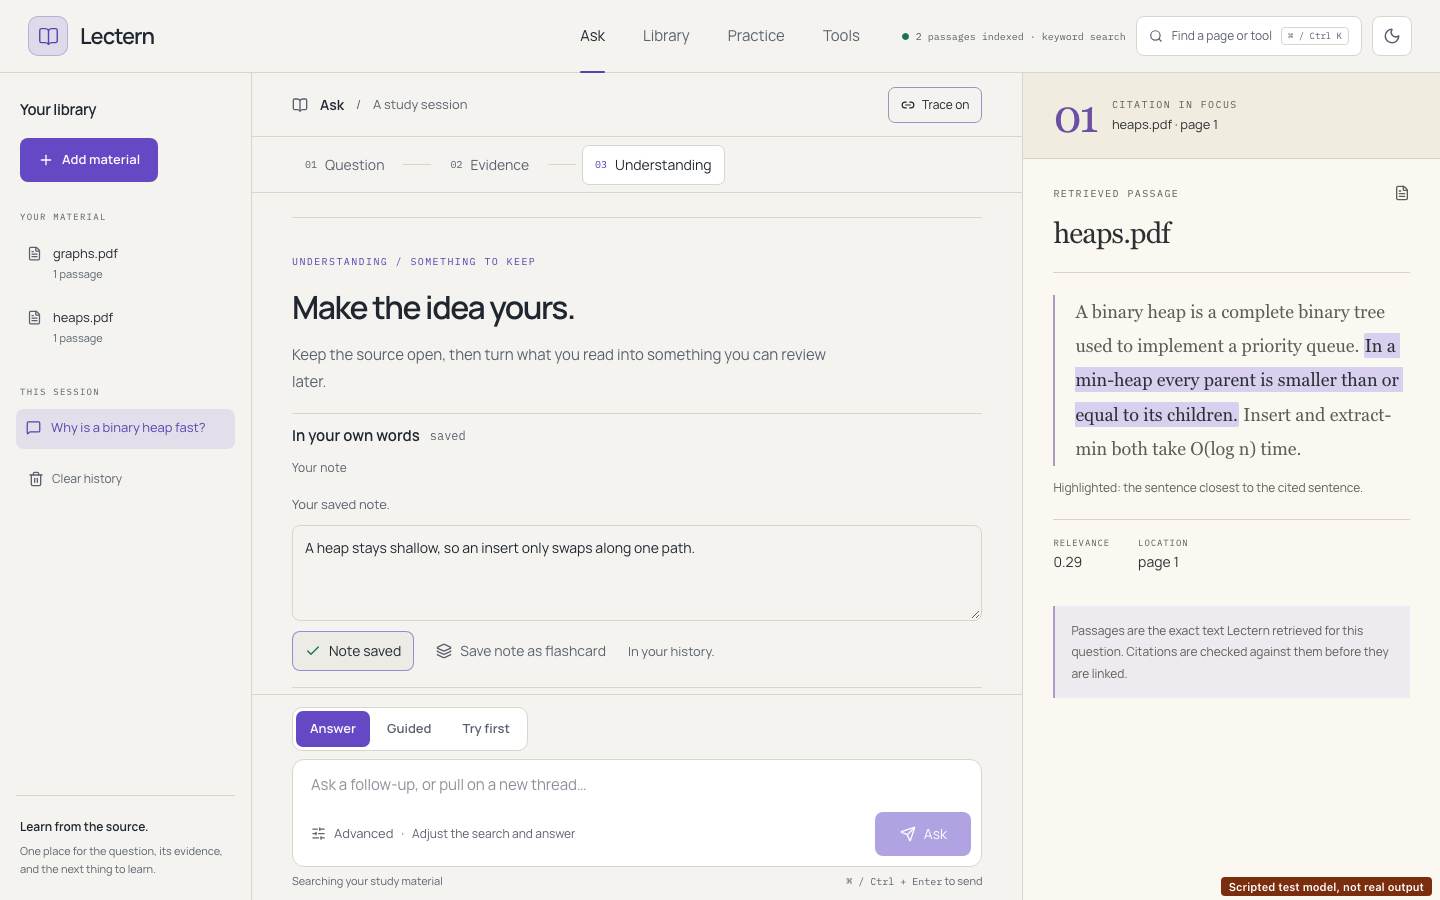 Lectern
Ask
Library
Practice
Tools
2 passages indexed · keyword search
Find a page or tool
⌘ / Ctrl K
Your library
Add material
YOUR MATERIAL
graphs.pdf
1 passage
heaps.pdf
1 passage
THIS SESSION
Why is a binary heap fast?
Clear history
Learn from the source.
One place for the question, its evidence,
and the next thing to learn.
Ask / A study session
Trace on
01 Question
02 Evidence
03 Understanding
UNDERSTANDING / SOMETHING TO KEEP
Make the idea yours.
Keep the source open, then turn what you read into something you can review
later.
In your own words saved
Your note
Your saved note.
A heap stays shallow, so an insert only swaps along one path.
Note saved
Save note as flashcard
In your history.
Answer
Guided
Try first
Ask a follow-up, or pull on a new thread…
Advanced · Adjust the search and answer
Ask
Searching your study material
⌘ / Ctrl + Enter to send
01
CITATION IN FOCUS
heaps.pdf · page 1
RETRIEVED PASSAGE
heaps.pdf
A binary heap is a complete binary tree
used to implement a priority queue. In a
min-heap every parent is smaller than or
equal to its children. Insert and extract-
min both take O(log n) time.
Highlighted: the sentence closest to the cited sentence.
RELEVANCE
0.29
LOCATION
page 1
Passages are the exact text Lectern retrieved for this
question. Citations are checked against them before they
are linked.
Scripted test model, not real output